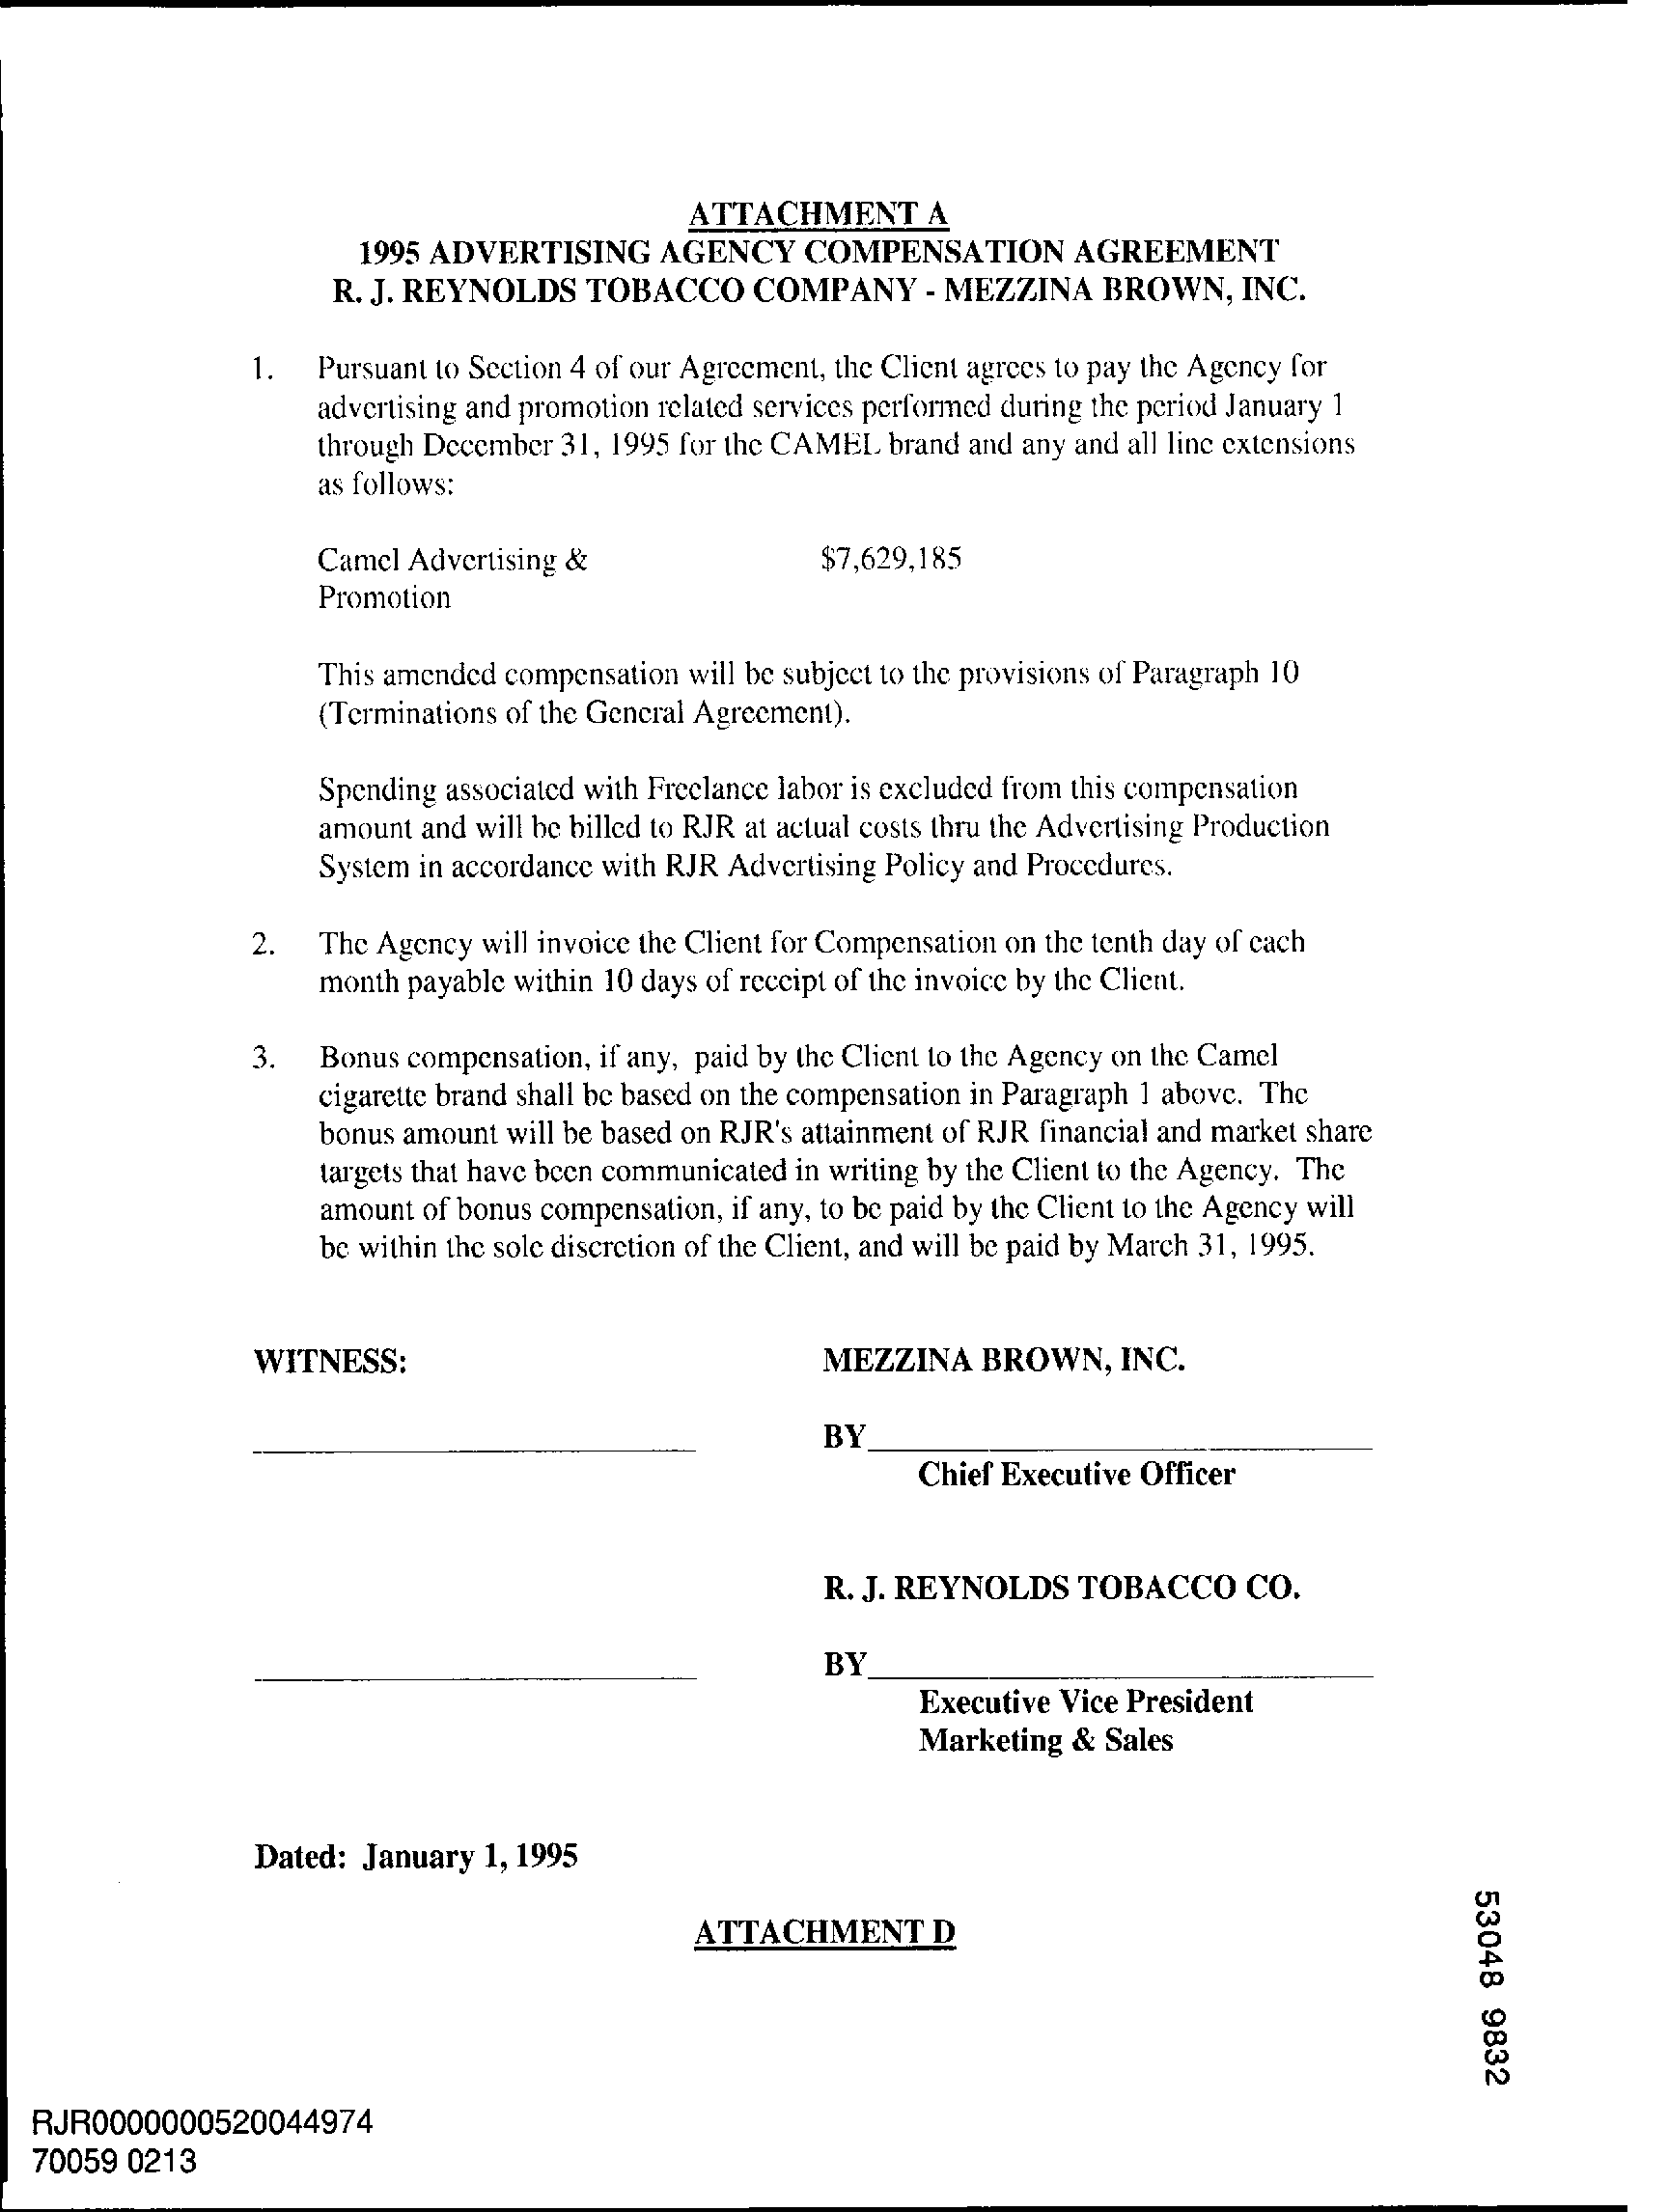 ATTACHMENT A
1995 ADVERTISING AGENCY COMPENSATION AGREEMENT
R. J. REYNOLDS TOBACCO COMPANY - MEZZINA BROWN, INC.
1. Pursuant to Section 4 of our Agreement, the Client agrees to pay the Agency for
advertising and promotion related services performed during the period January 1
through December 31, 1995 for the CAMEL brand and any and all line extensions
as follows:
Camel Advertising & $7,629,185
Promotion
This amended compensation will be subject to the provisions of Paragraph 10
(Terminations of the General Agreement).
Spending associated with Freelance labor is excluded from this compensation
amount and will be billed to RJR at actual costs thru the Advertising Production
System in accordance with RJR Advertising Policy and Procedures.
2. The Agency will invoice the Client for Compensation on the tenth day of each
month payable within 10 days of receipt of the invoice by the Client.
3. Bonus compensation, if any, paid by the Client to the Agency on the Camel
cigarette brand shall be based on the compensation in Paragraph 1 above. The
bonus amount will be based on RJR's attainment of RJR financial and market share
targets that have been communicated in writing by the Client to the Agency. The
amount of bonus compensation, if any, to be paid by the Client to the Agency will
be within the sole discretion of the Client, and will be paid by March 31, 1995.
WITNESS: MEZZINA BROWN, INC.
BY
Chief Executive Officer
R. J. REYNOLDS TOBACCO CO.
BY
Executive Vice President
Marketing & Sales
Dated: January 1, 1995
ATTACHMENT D
53048 9832
RJR0000000520044974
70059 0213